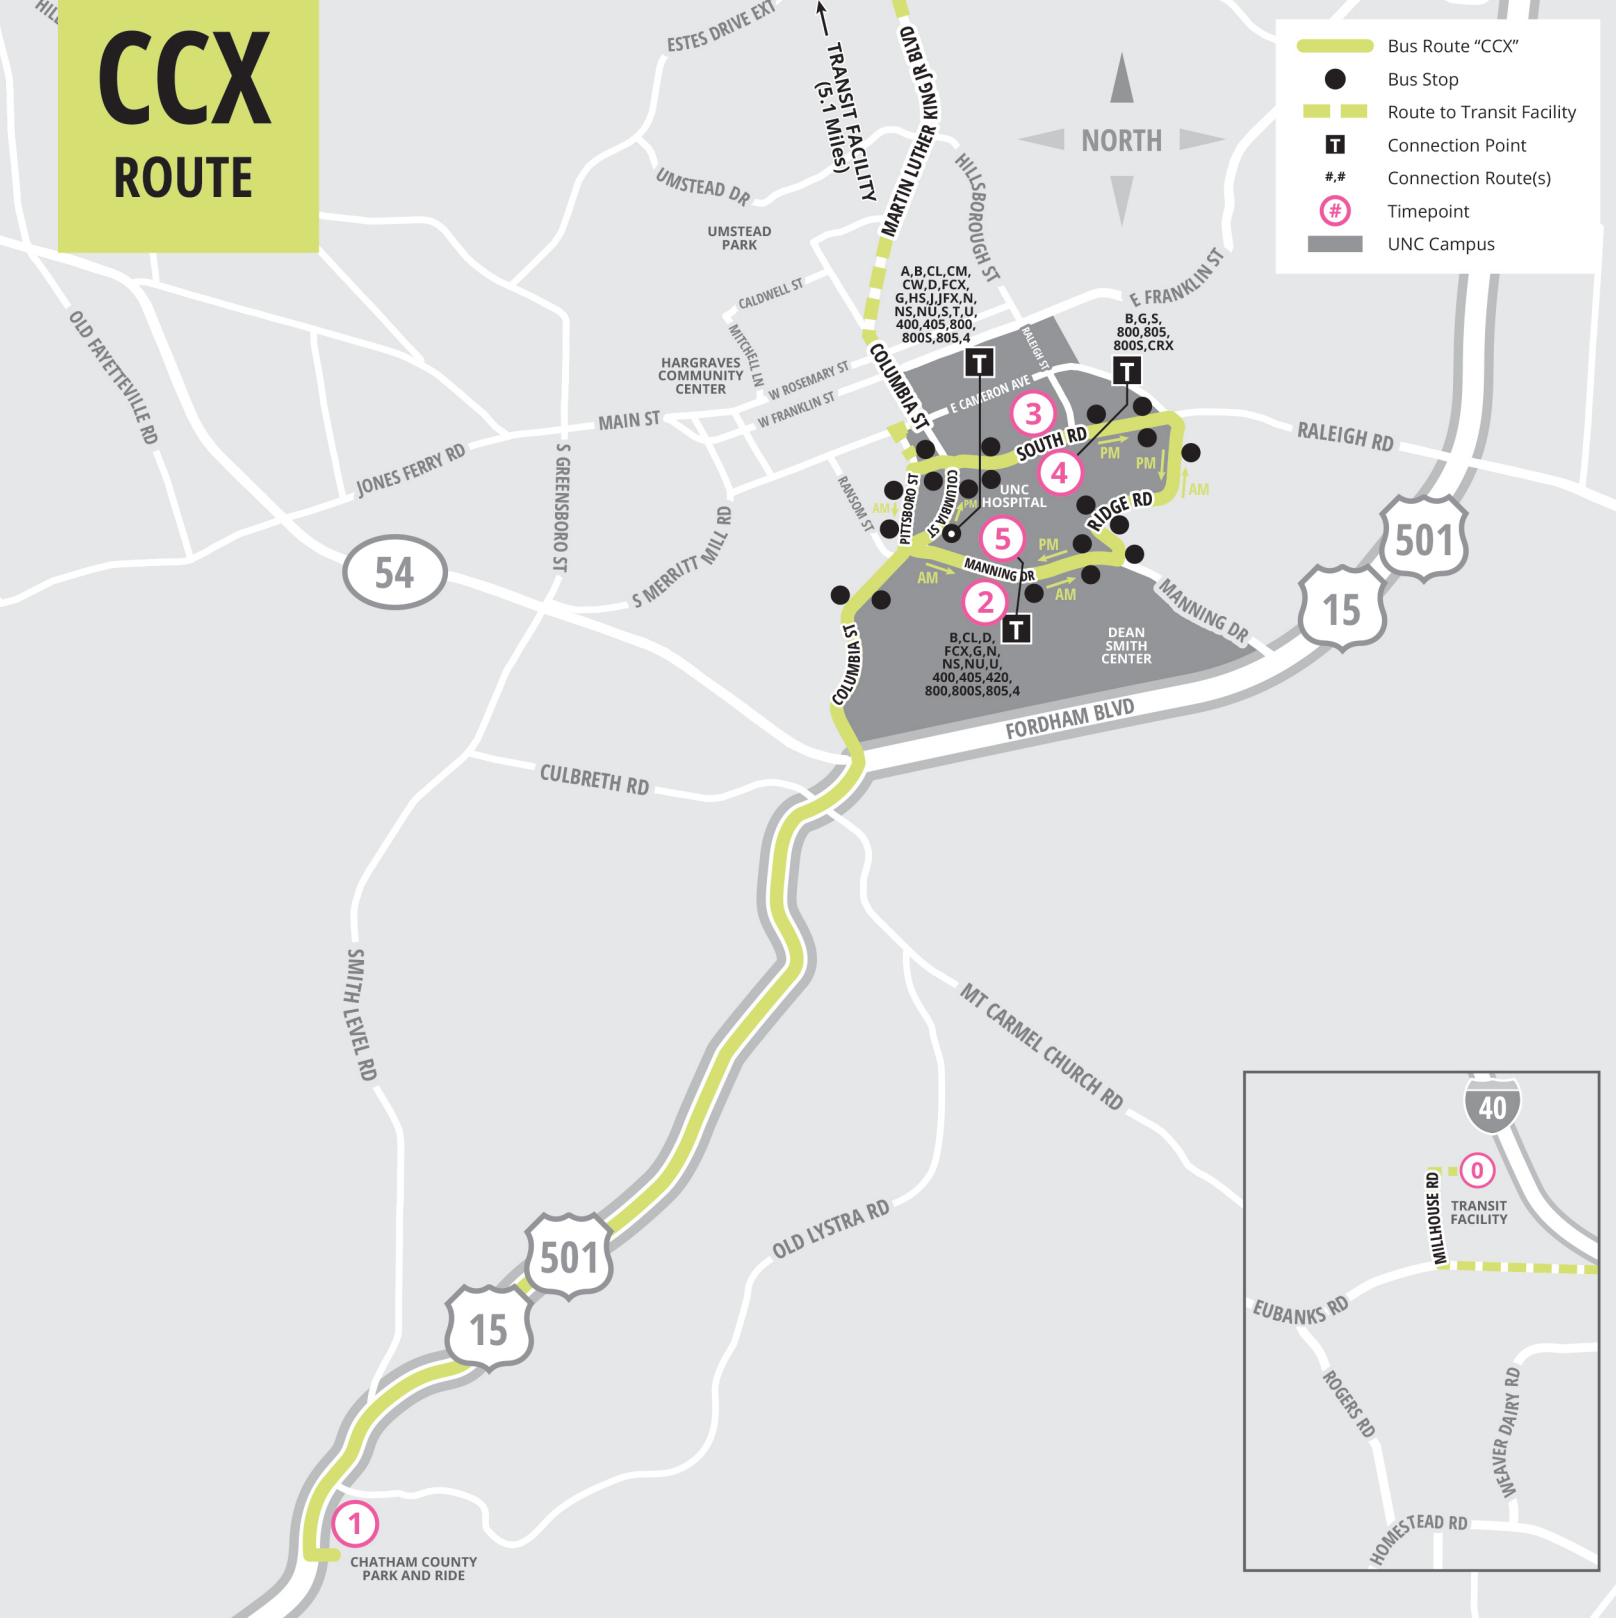 CCX
ROUTE
HILL
ESTES DRIVE EXT
TRANSIT FACILITY
(5.1 Miles)
MARTIN LUTHER KING JR BLVD
NORTH
Bus Route “CCX”
Bus Stop
Route to Transit Facility
T
Connection Point
#,#
Connection Route(s)
#
Timepoint
UNC Campus
UMSTEAD DR
UMSTEAD
PARK
HILLSBOROUGH ST
E FRANKLIN ST
CALDWELL ST
MITCHELL LN
A,B,CL,CM,
CW,D,FCX,
G,HS,J,JFX,N,
NS,NU,S,T,U,
400,405,800,
800S,805,4
T
B,G,S,
800,805,
800S,CRX
T
RALEIGH ST
OLD FAYETTEVILLE RD
HARGRAVES
COMMUNITY
CENTER
W ROSEMARY ST
W FRANKLIN ST
COLUMBIA ST
E CAMERON AVE
3
MAIN ST
JONES FERRY RD
S GREENSBORO ST
SOUTH RD
PM
PM
AM
RALEIGH RD
4
RANSOM ST
PITTSBORO ST
COLUMBIA ST
AM
PM
UNC
HOSPITAL
RIDGE RD
S MERRITT MILL RD
5
PM
MANNING DR
AM
AM
2
T
B,CL,D,
FCX,G,N,
NS,NU,U,
400,405,420,
800,800S,805,4
DEAN
SMITH
CENTER
MANNING DR
54
501
15
COLUMBIA ST
FORDHAM BLVD
CULBRETH RD
SMITH LEVEL RD
MT CARMEL CHURCH RD
OLD LYSTRA RD
501
15
1
CHATHAM COUNTY
PARK AND RIDE
40
0
TRANSIT
FACILITY
MILLHOUSE RD
EUBANKS RD
ROGERS RD
WEAVER DAIRY RD
HOMESTEAD RD